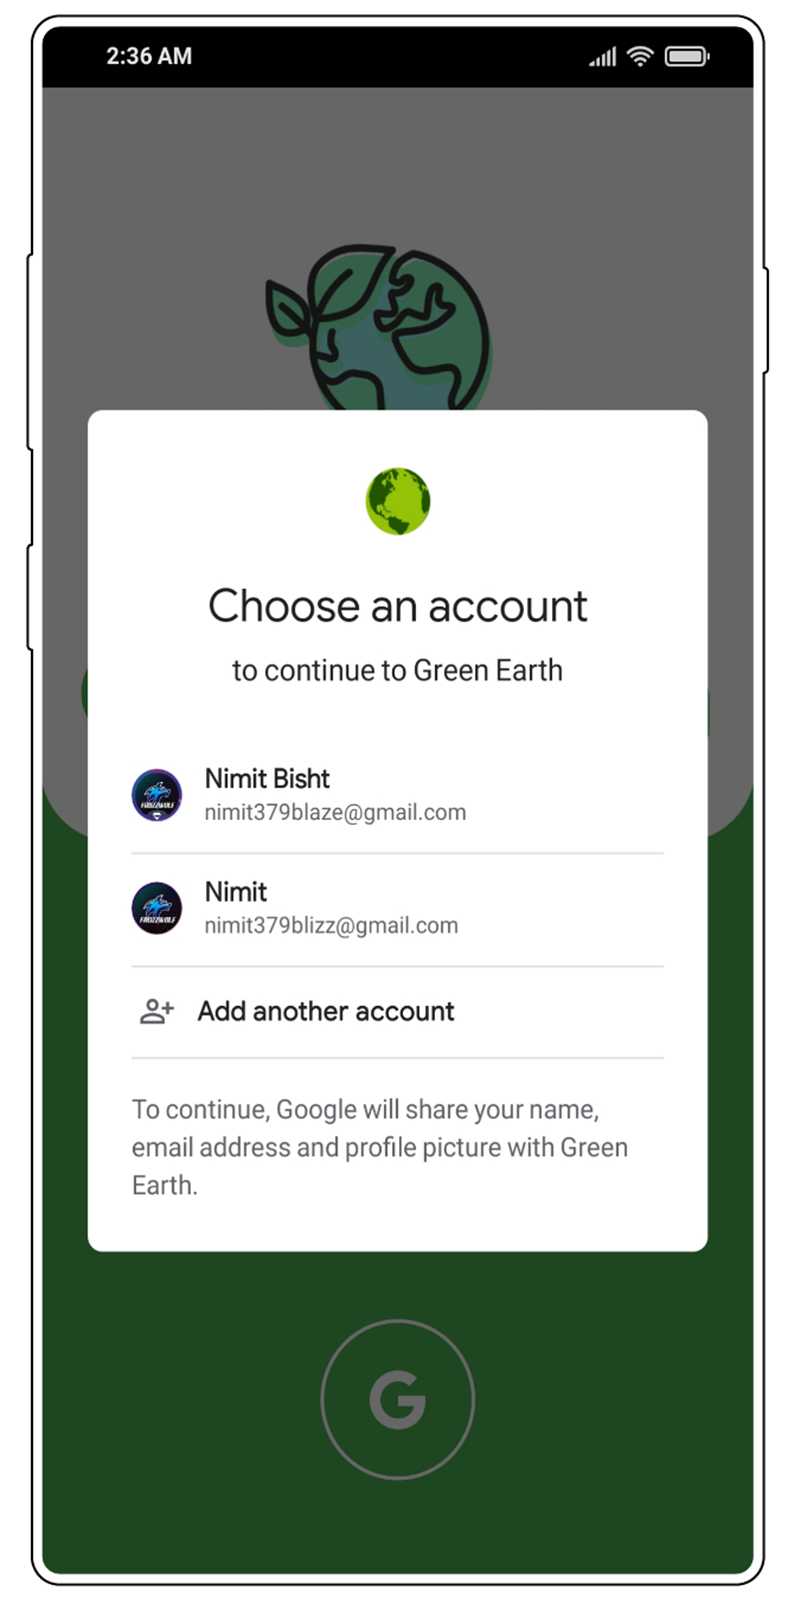 2:36 AM
Choose an account
to continue to Green Earth
Nimit Bisht
nimit379blaze@gmail.com
FROZZWOLF
Nimit
nimit379blizz@gmail.com
FROZZWOLF
Add another account
To continue, Google will share your name,
email address and profile picture with Green
Earth.
G